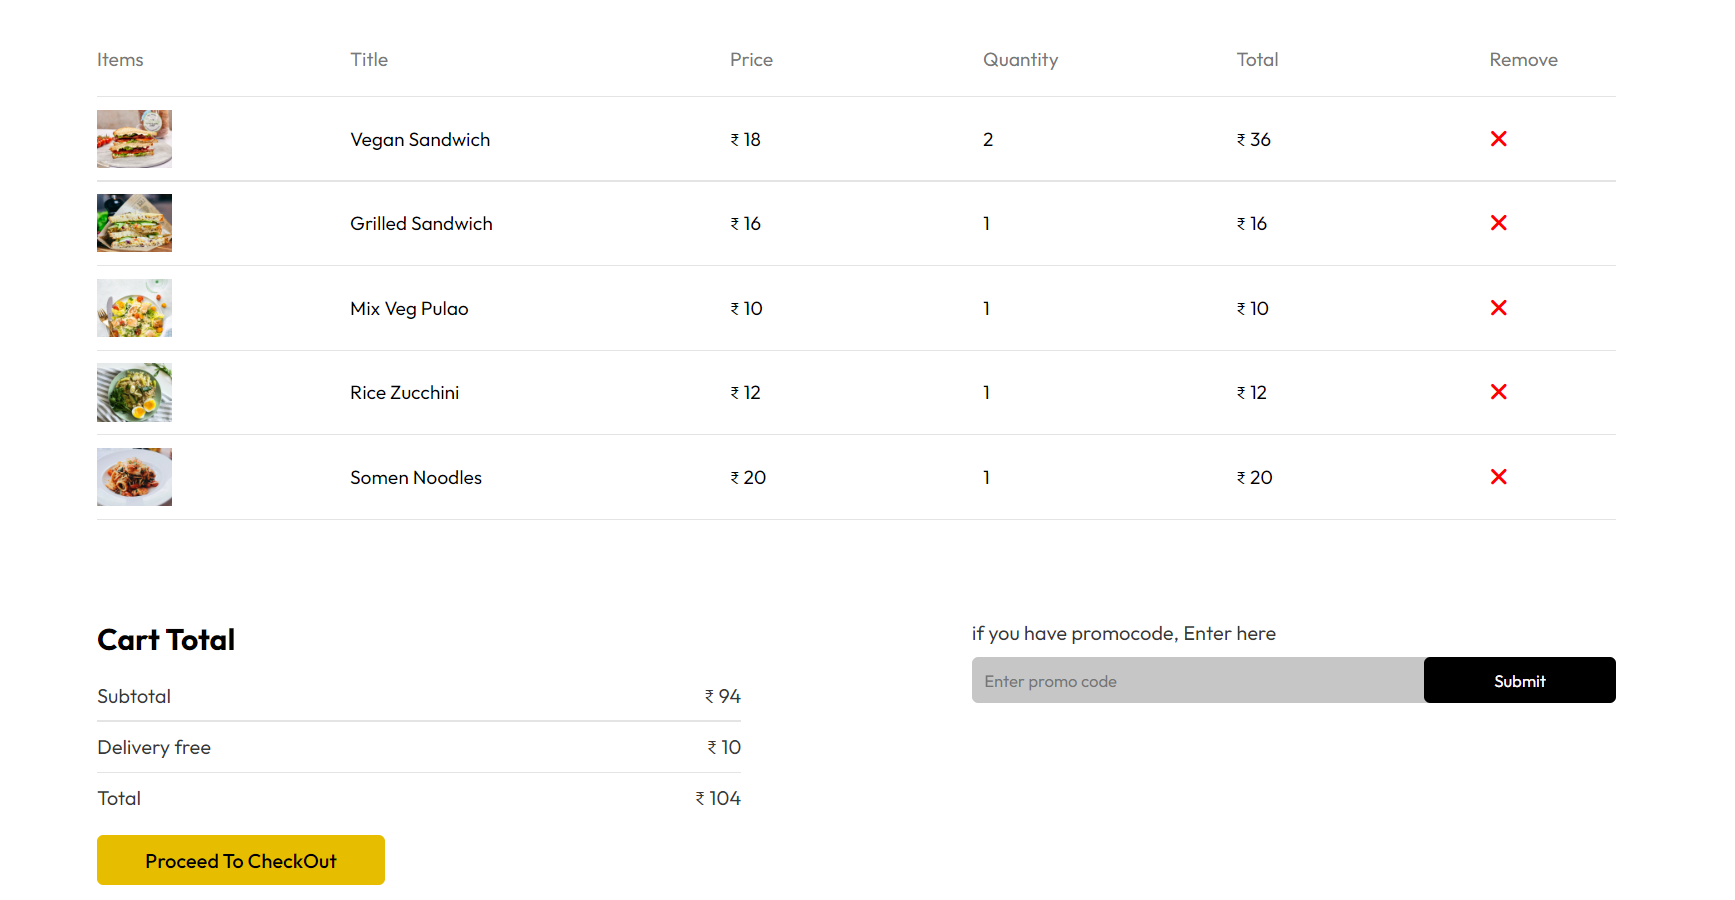 Items Title Price Quantity Total Remove
Vegan Sandwich ₹ 18 2 ₹ 36
Grilled Sandwich ₹ 16 1 ₹ 16
Mix Veg Pulao ₹ 10 1 ₹ 10
Rice Zucchini ₹ 12 1 ₹ 12
Somen Noodles ₹ 20 1 ₹ 20
Cart Total
Subtotal ₹ 94
Delivery free ₹ 10
Total ₹ 104
Proceed To CheckOut
if you have promocode, Enter here
Enter promo code Submit